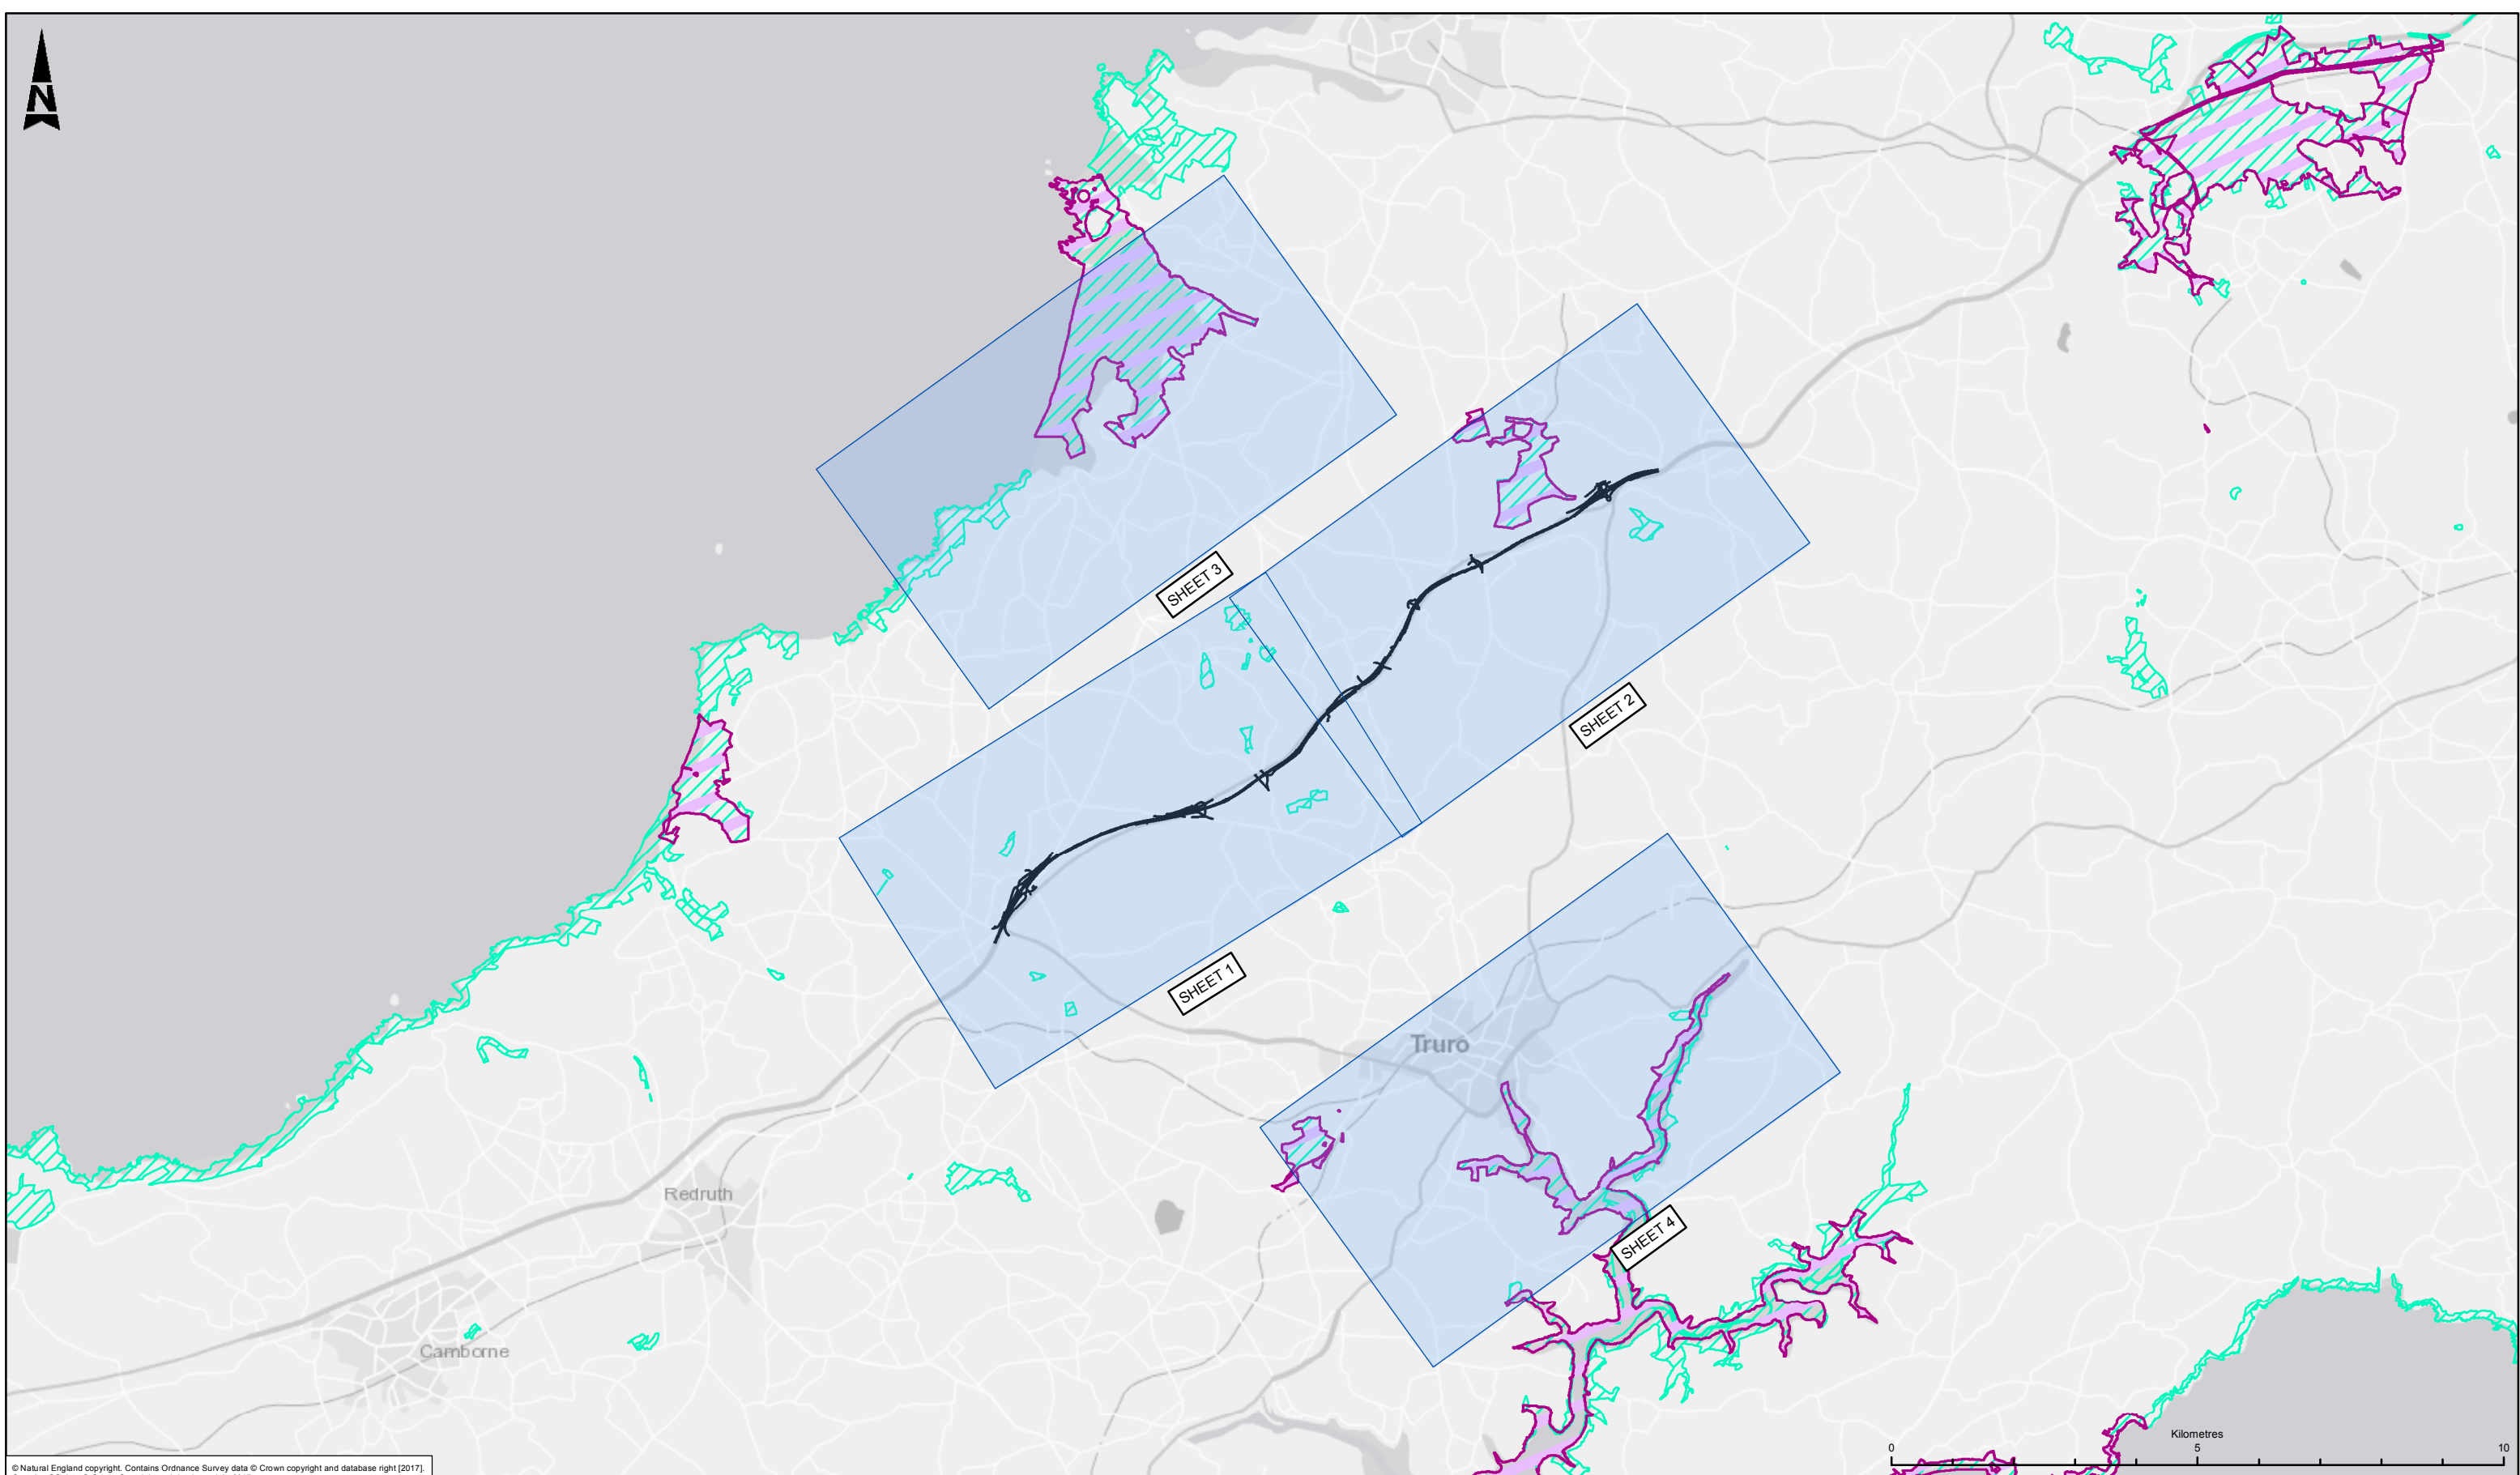 N
SHEET 3
SHEET 2
SHEET 1
Truro
Redruth
SHEET 4
Camborne
Kilometres
0 5 10
© Natural England copyright. Contains Ordnance Survey data © Crown copyright and database right [2017].